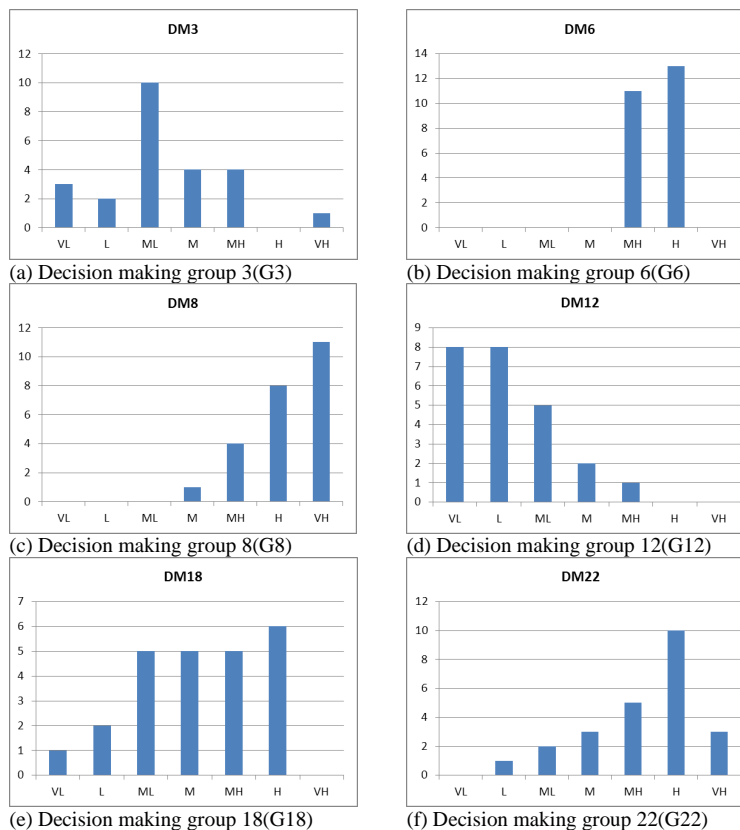 DM3
12
10
8
6
4
2
0
VL L ML M MH H VH
(a) Decision making group 3(G3)
DM6
14
12
10
8
6
4
2
0
VL L ML M MH H VH
(b) Decision making group 6(G6)
DM8
12
10
8
6
4
2
0
VL L ML M MH H VH
(c) Decision making group 8(G8)
DM12
9
8
7
6
5
4
3
2
1
0
VL L ML M MH H VH
(d) Decision making group 12(G12)
DM18
7
6
5
4
3
2
1
0
VL L ML M MH H VH
(e) Decision making group 18(G18)
DM22
12
10
8
6
4
2
0
VL L ML M MH H VH
(f) Decision making group 22(G22)